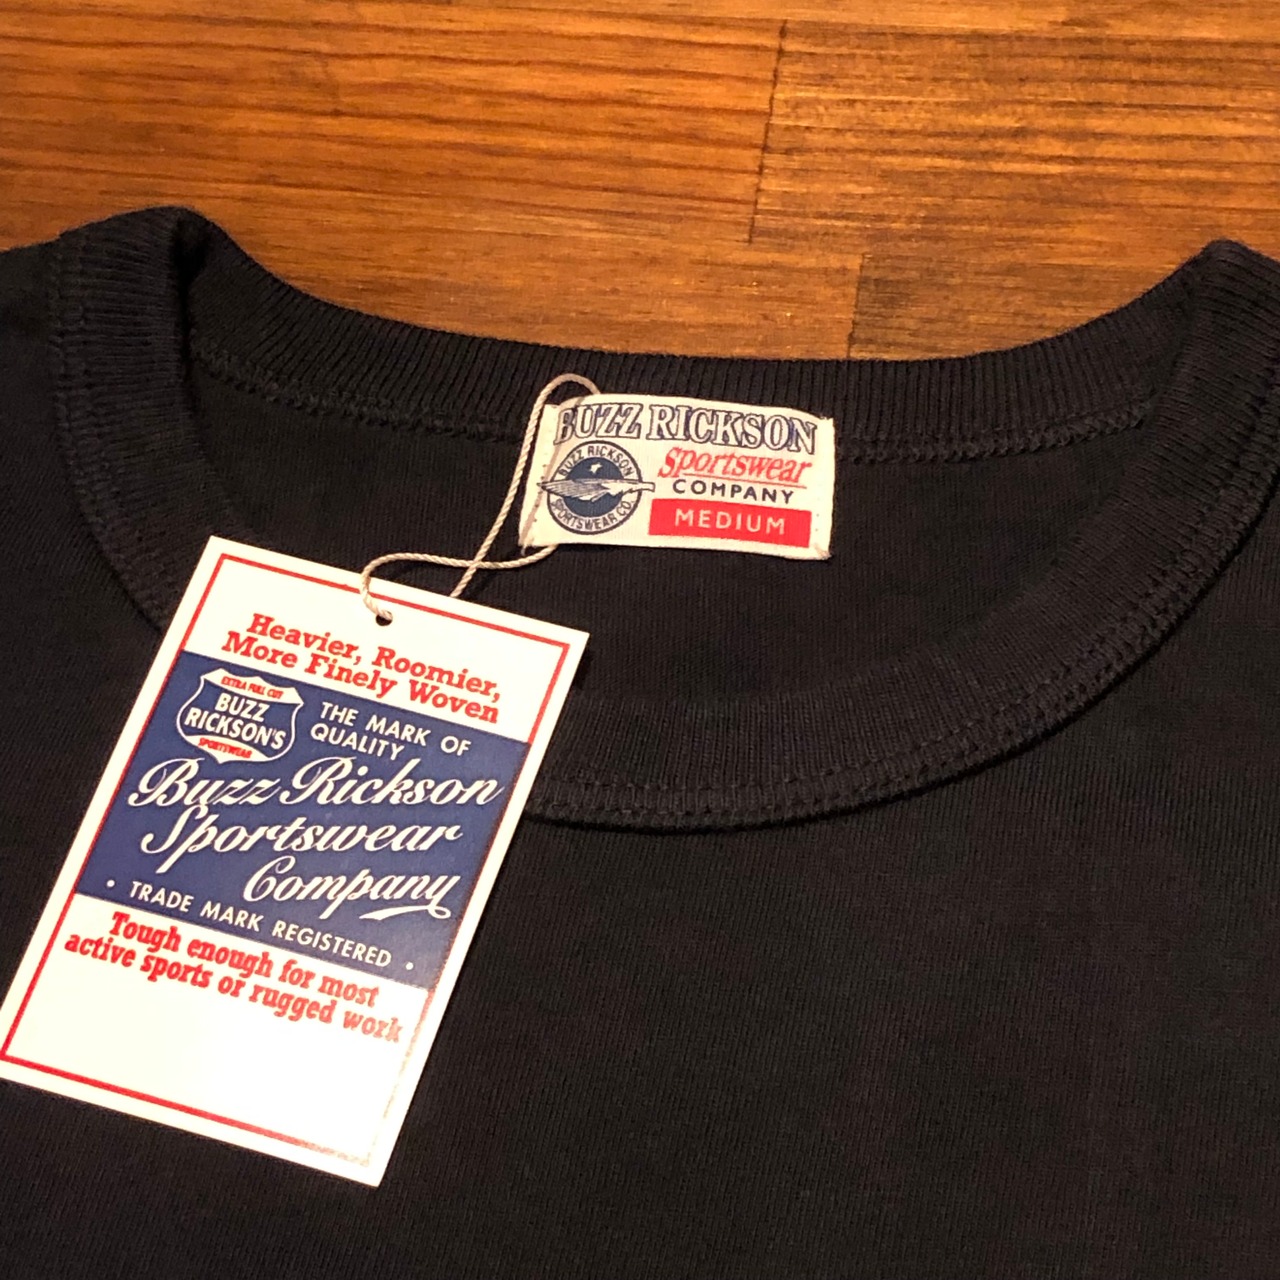 BUZZ RICKSON
BUZZ RICKSON
SPORTSWEAR CO.
Sportswear
COMPANY
MEDIUM
Heavier, Roomier,
More Finely Woven
EXTRA FULL CUT
BUZZ
RICKSON'S
SPORTSWEAR
THE MARK OF
QUALITY
Buzz Rickson
Sportswear
Company
• TRADE MARK REGISTERED •
Tough enough for most
active sports or rugged work